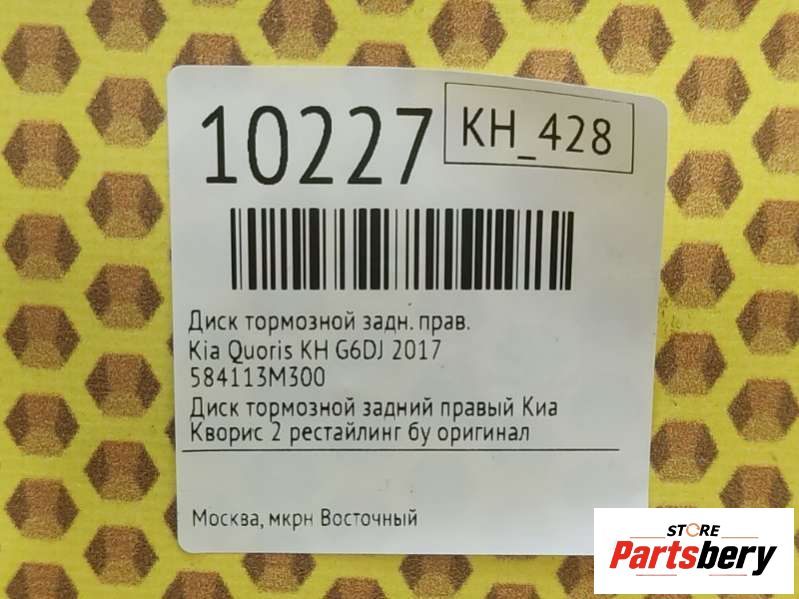 10227
KH_428
Диск тормозной задн. прав.
Kia Quoris KH G6DJ 2017
584113M300
Диск тормозной задний правый Киа
Кворис 2 рестайлинг бу оригинал
Москва, мкрн Восточный
STORE
Partsbery